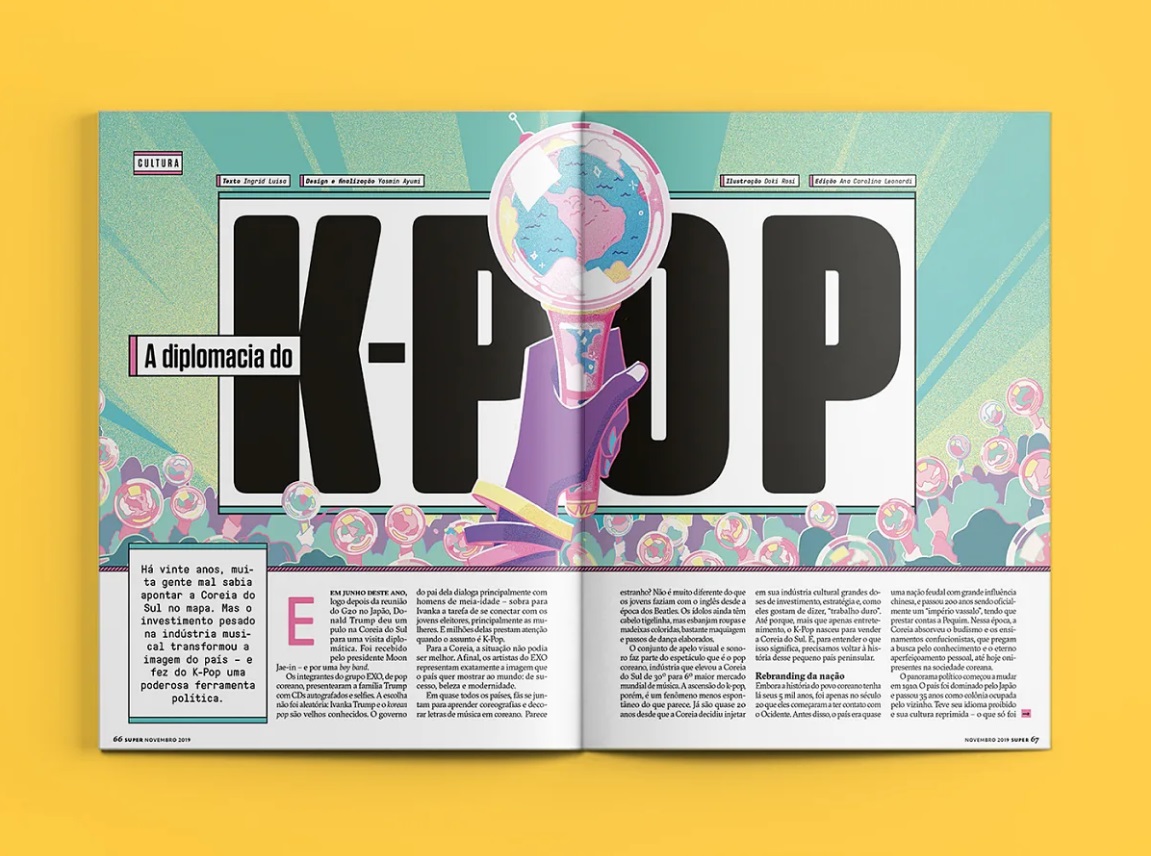 CULTURA
Texto Ingrid Luisa
Design e Realização Yasmin Ayumi
Ilustração Doki Rosi
Edição Ana Carolina Leonardi
K-POP
A diplomacia do
Há vinte anos, mui-
ta gente mal sabia
apontar a Coreia do
Sul no mapa. Mas o
investimento pesado
na indústria musi-
cal transformou a
imagem do país – e
fez do K-Pop uma
poderosa ferramenta
política.
E
EM JUNHO DESTE ANO,
logo depois da reunião
do G20 no Japão, Do-
nald Trump deu um
pulo na Coreia do Sul
para uma visita diplo-
mática. Foi recebido
pelo presidente Moon
Jae-in – e por uma boy band.
Os integrantes do grupo EXO, de pop
coreano, presentearam a família Trump
com CDs autografados e selfies. A escolha
não foi aleatória: Ivanka Trump e o korean
pop são velhos conhecidos. O governo
do pai dela dialoga principalmente com
homens de meia-idade – sobra para
Ivanka a tarefa de se conectar com os
jovens eleitores, principalmente as mu-
lheres. E milhões delas prestam atenção
quando o assunto é K-Pop.
Para a Coreia, a situação não podia
ser melhor. Afinal, os artistas do EXO
representam exatamente a imagem que
o país quer mostrar ao mundo: de su-
cesso, beleza e modernidade.
Em quase todos os países, fãs se jun-
tam para aprender coreografias e deco-
rar letras de música em coreano. Parece
estranho? Não é muito diferente do que
os jovens faziam com o inglês desde a
época dos Beatles. Os ídolos ainda têm
cabelo tigelinha, mas esbanjam roupas e
madeixas coloridas, bastante maquiagem
e passos de dança elaborados.
O conjunto de apelo visual e sono-
ro faz parte do espetáculo que é o pop
coreano, indústria que elevou a Coreia
do Sul de 30º para 6º maior mercado
mundial de música. A ascensão do k-pop,
porém, é um fenômeno menos espon-
tâneo do que parece. Já são quase 20
anos desde que a Coreia decidiu injetar
em sua indústria cultural grandes do-
ses de investimento, estratégia e, como
eles gostam de dizer, "trabalho duro".
Até porque, mais que apenas entrete-
nimento, o K-Pop nasceu para vender
a Coreia do Sul. E, para entender o que
isso significa, precisamos voltar à his-
tória desse pequeno país peninsular.
Rebranding da nação
Embora a história do povo coreano tenha
lá seus 5 mil anos, foi apenas no século
20 que eles começaram a ter contato com
o Ocidente. Antes disso, o país era quase
uma nação feudal com grande influência
chinesa, e passou 200 anos sendo oficial-
mente um "império vassalo", tendo que
prestar contas a Pequim. Nessa época, a
Coreia absorveu o budismo e os ensi-
namentos confucionistas, que pregam
a busca pelo conhecimento e o eterno
aperfeiçoamento pessoal, até hoje oni-
presentes na sociedade coreana.
O panorama político começou a mudar
em 1910. O país foi dominado pelo Japão
e passou 35 anos como colônia ocupada
pelo vizinho. Teve seu idioma proibido
e sua cultura reprimida – o que só foi
66 SUPER NOVEMBRO 2019
NOVEMBRO 2019 SUPER 67